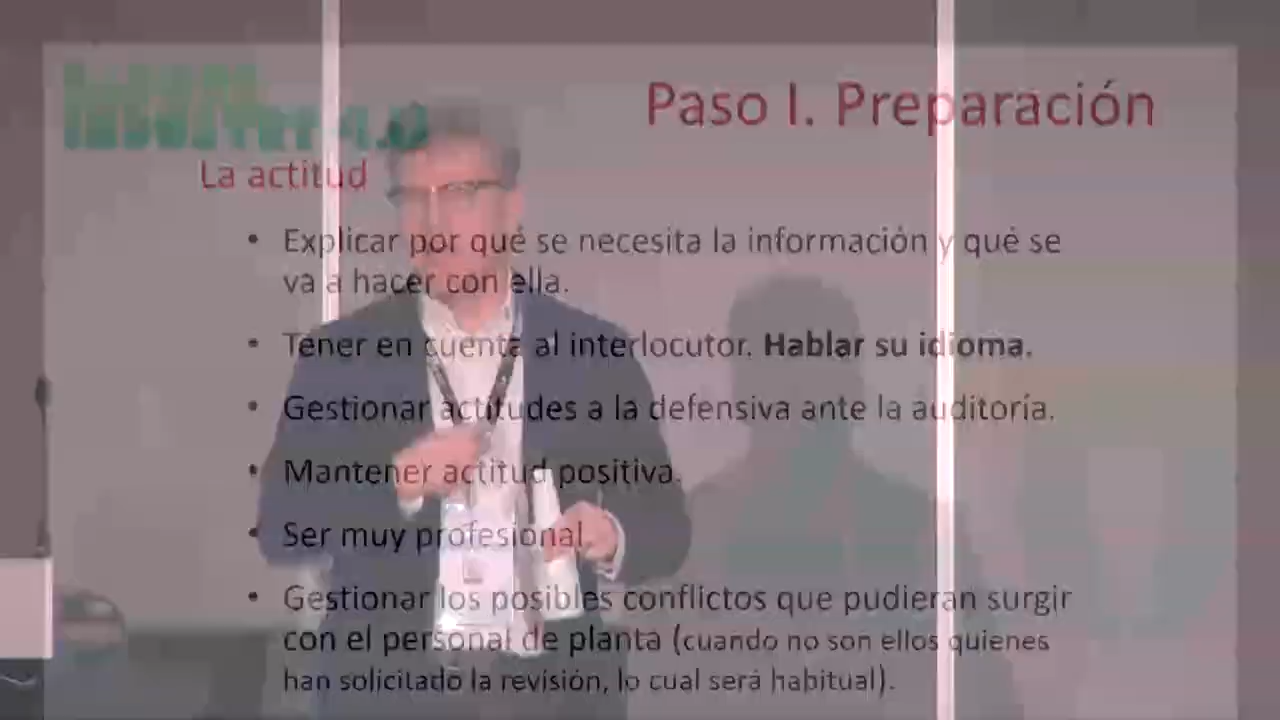 Paso I. Preparación
La actitud
• Explicar por qué se necesita la información y qué se
va a hacer con ella.
• Tener en cuenta al interlocutor. Hablar su idioma.
• Gestionar actitudes a la defensiva ante la auditoría.
• Mantener actitud positiva.
• Ser muy profesional.
• Gestionar los posibles conflictos que pudieran surgir
con el personal de planta (cuando no son ellos quienes
han solicitado la revisión, lo cual será habitual).